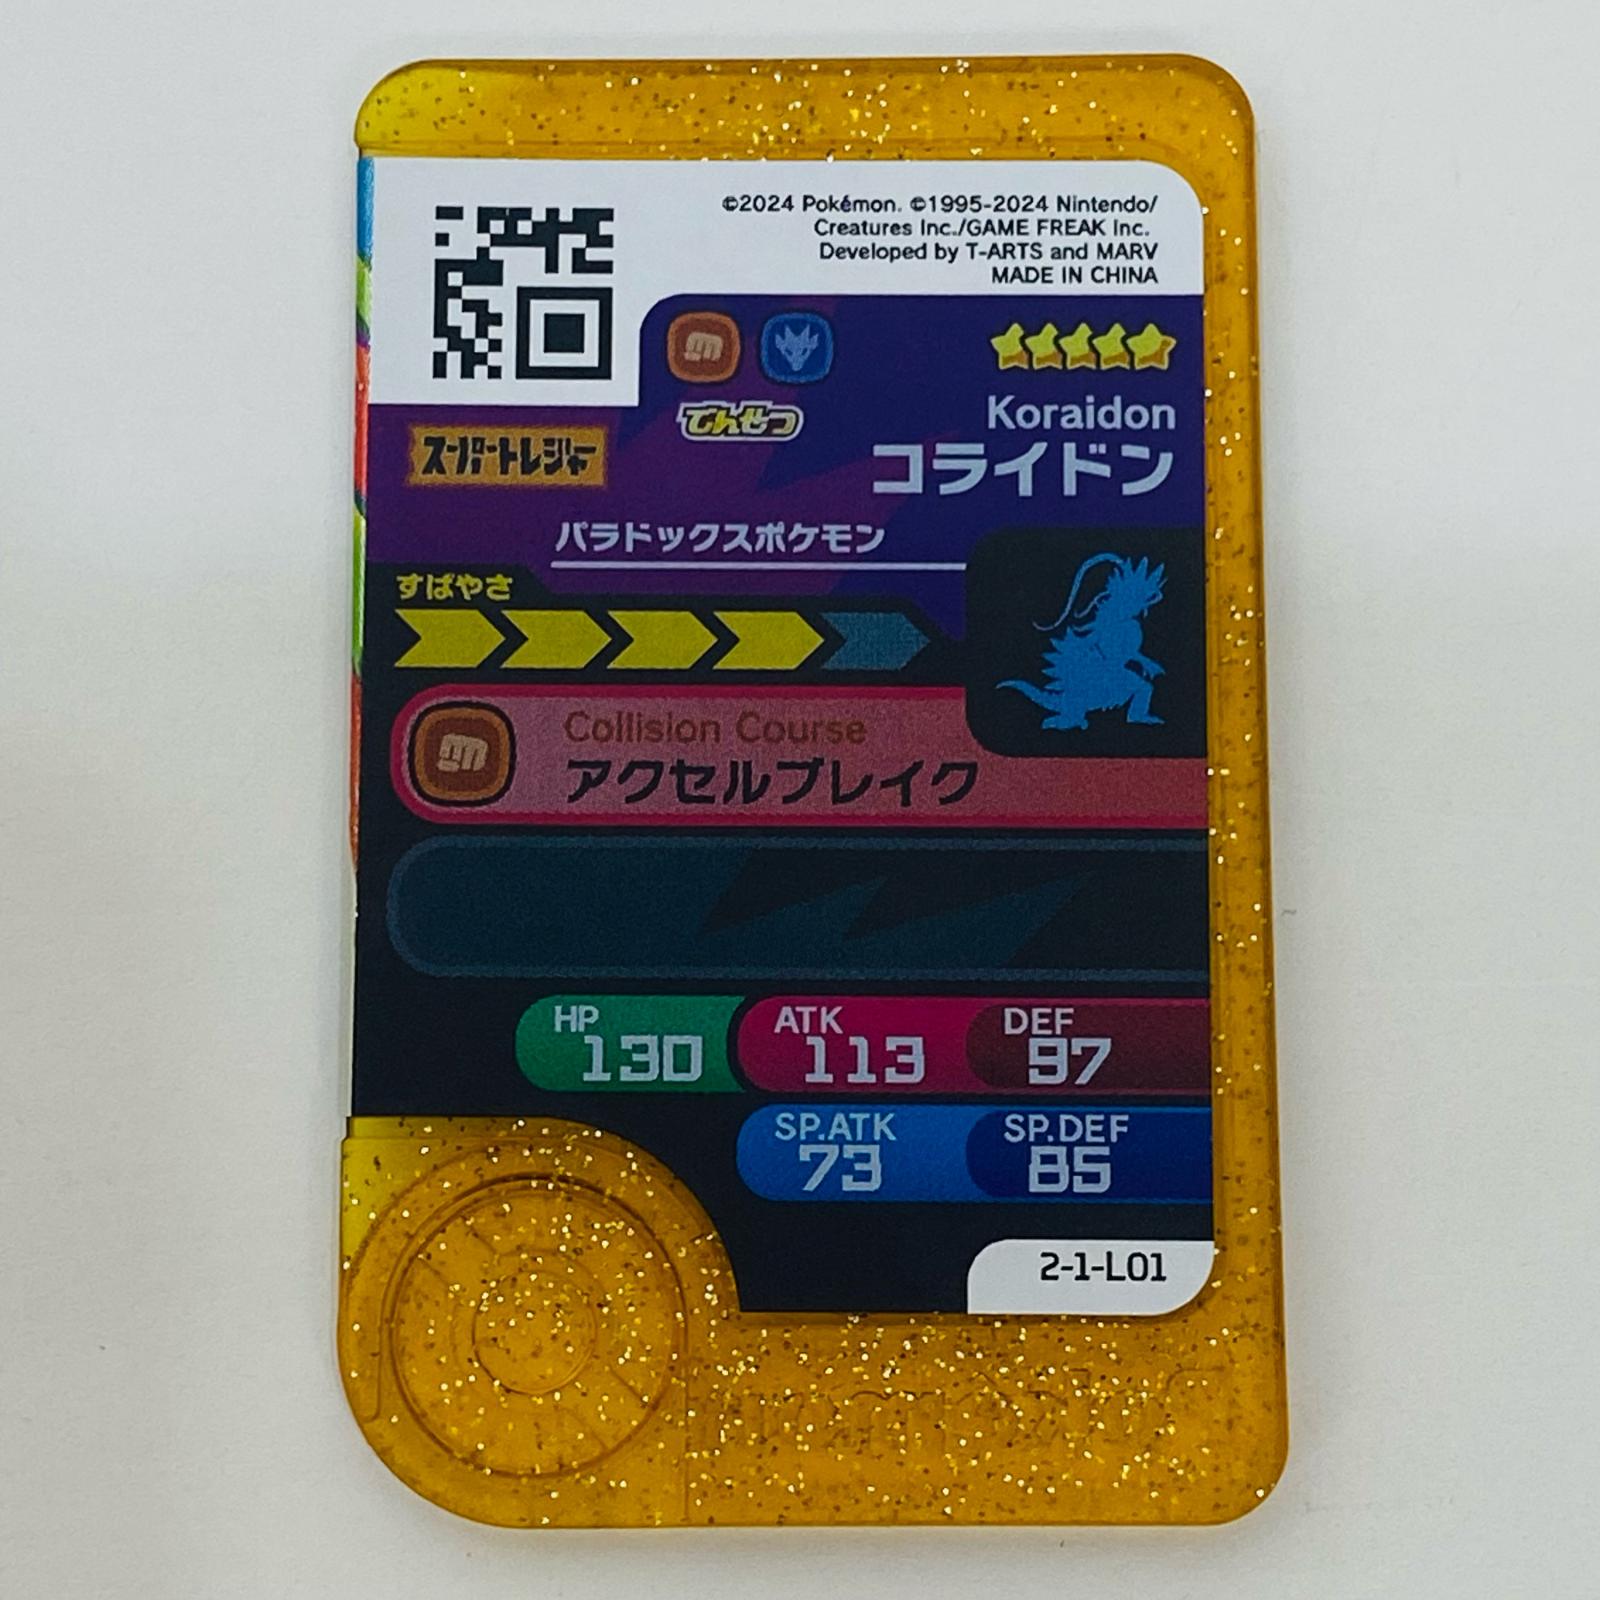 ©2024 Pokémon. ©1995-2024 Nintendo/
Creatures Inc./GAME FREAK inc.
Developed by T-ARTS and MARV
MADE IN CHINA
でんせつ
スーパートレジャー
Koraidon
コライドン
パラドックスポケモン
すばやさ
Collision Course
アクセルブレイク
HP
130
ATK
113
DEF
97
SP.ATK
73
SP.DEF
85
2-1-L01